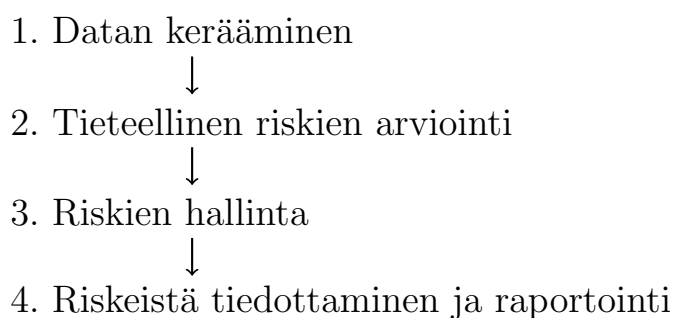 1. Datan kerääminen
↓
2. Tieteellinen riskien arviointi
↓
3. Riskien hallinta
↓
4. Riskeistä tiedottaminen ja raportointi